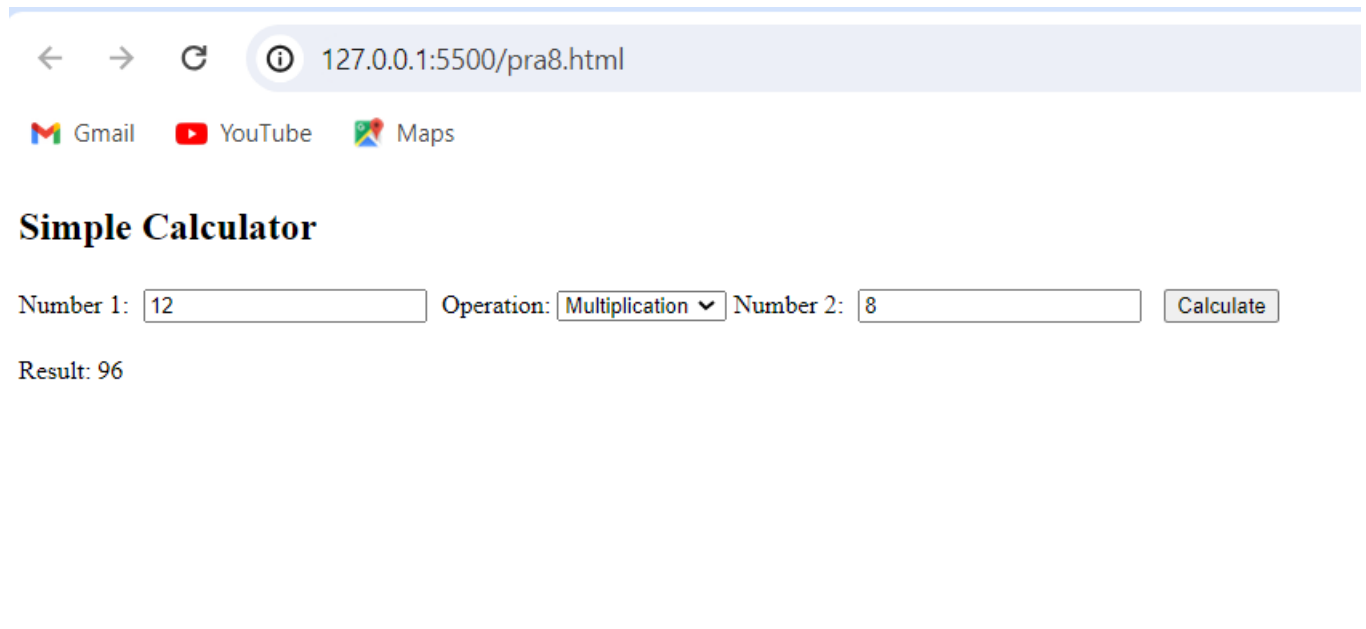 127.0.0.1:5500/pra8.html
Gmail YouTube Maps
Simple Calculator
Number 1: 12 Operation: Multiplication Number 2: 8 Calculate
Result: 96